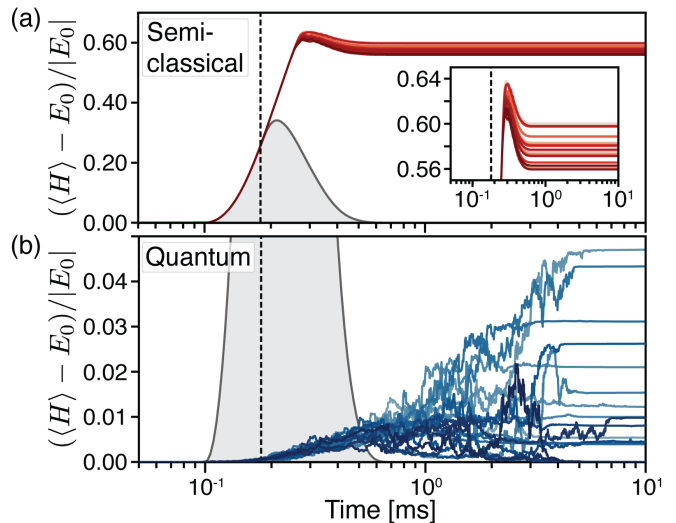 (a)
Semi-
classical
(⟨H⟩ − E₀)/|E₀|
0.60
0.40
0.20
0.00
0.64
0.60
0.56
10⁻¹
10⁰
10¹
(b)
Quantum
(⟨H⟩ − E₀)/|E₀|
0.04
0.03
0.02
0.01
0.00
10⁻¹
10⁰
10¹
Time [ms]